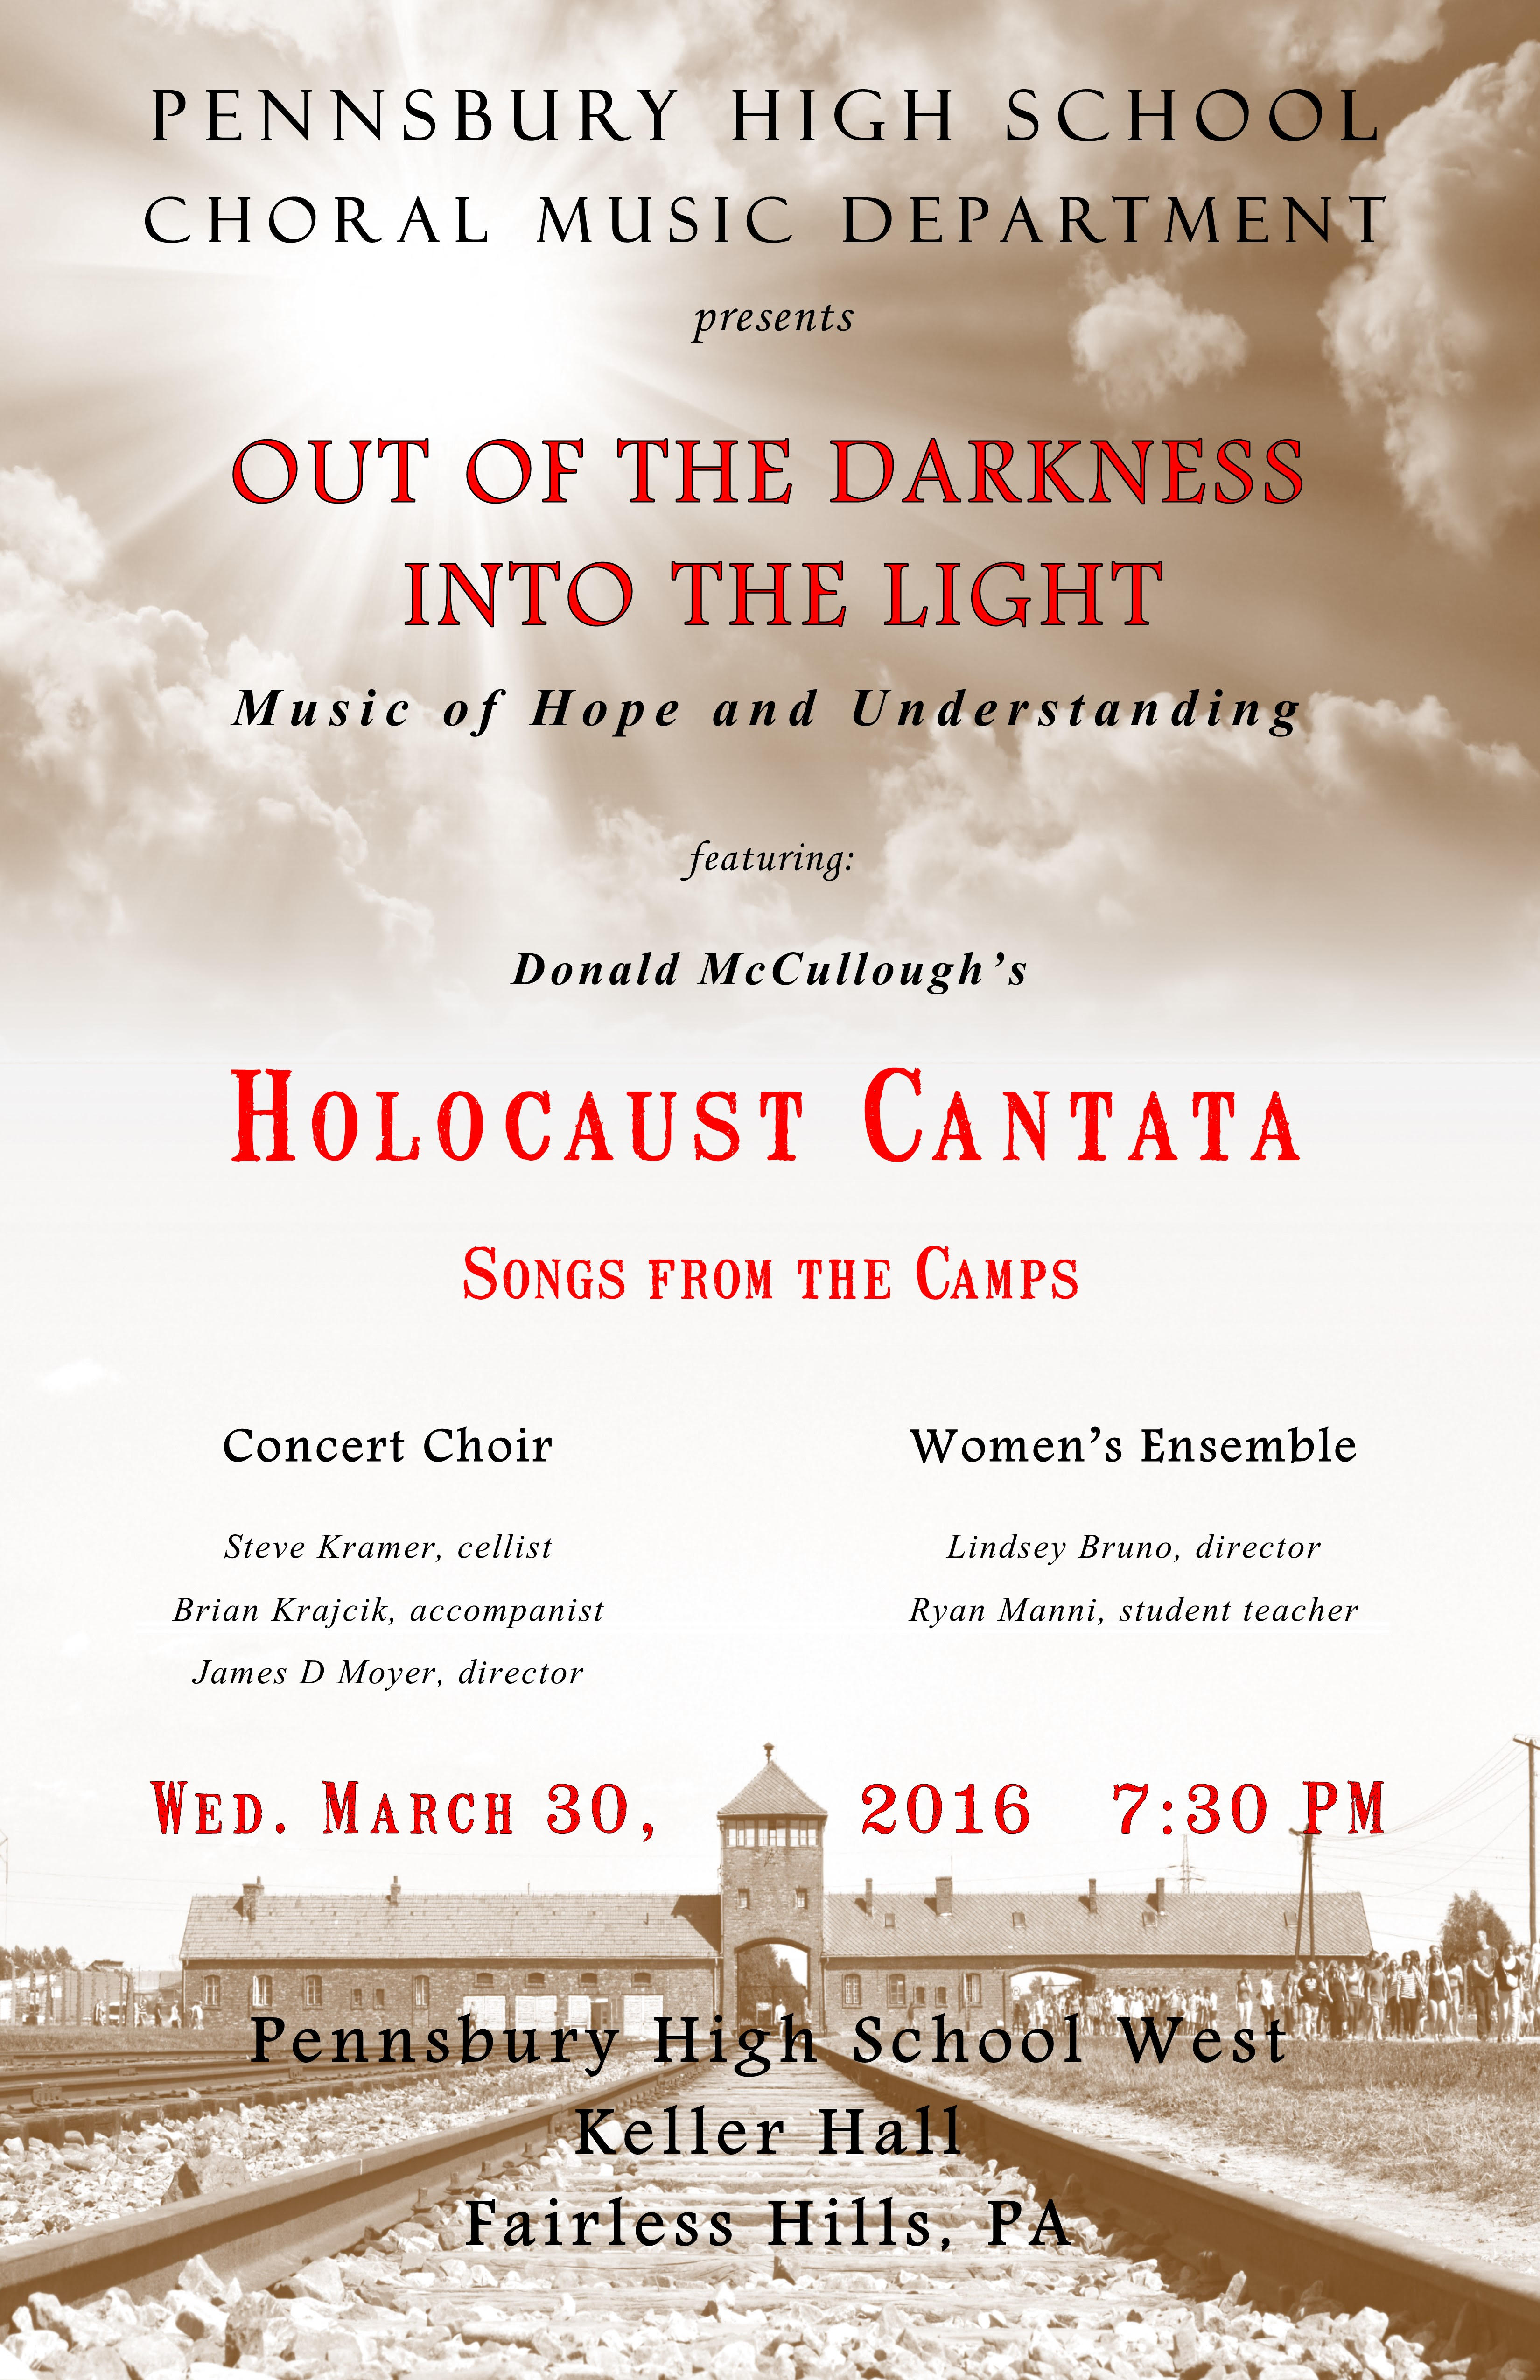 PENNSBURY HIGH SCHOOL
CHORAL MUSIC DEPARTMENT
presents
OUT OF THE DARKNESS
INTO THE LIGHT
Music of Hope and Understanding
featuring:
Donald McCullough's
HOLOCAUST CANTATA
SONGS FROM THE CAMPS
Concert Choir
Steve Kramer, cellist
Brian Krajcik, accompanist
James D Moyer, director
Women's Ensemble
Lindsey Bruno, director
Ryan Manni, student teacher
WED. MARCH 30, 2016 7:30 PM
Pennsbury High School West
Keller Hall
Fairless Hills, PA